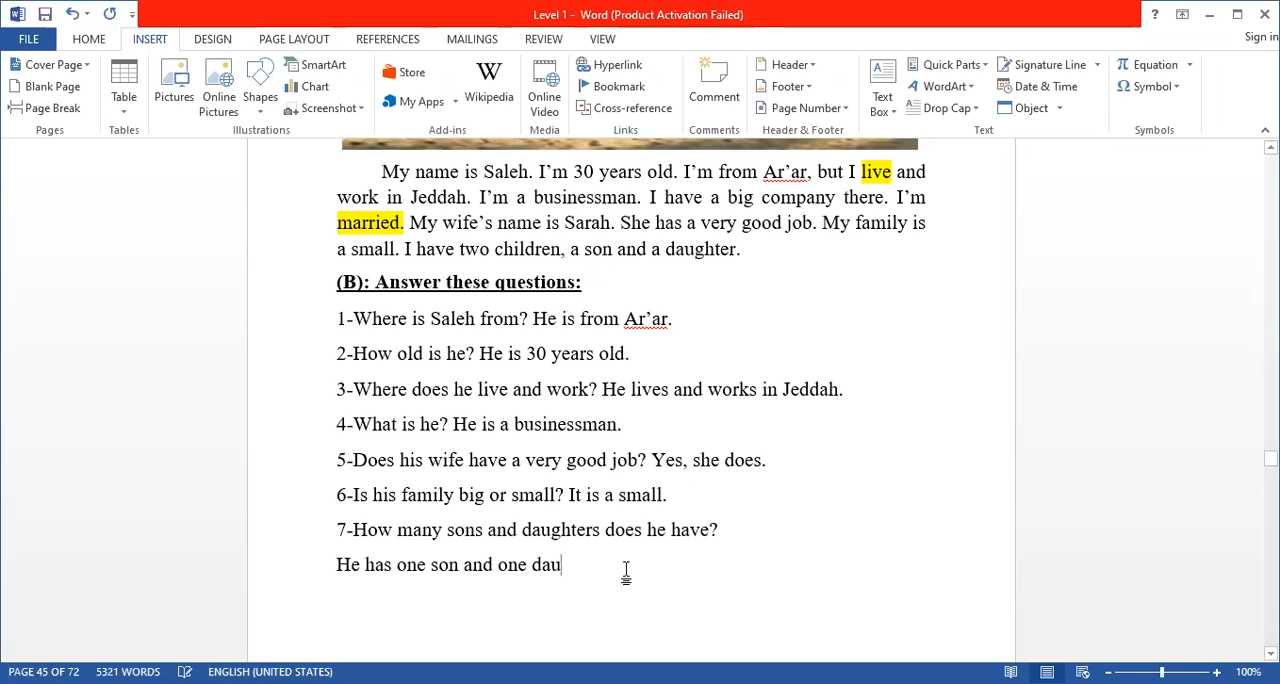 Level 1 - Word (Product Activation Failed)
FILE HOME INSERT DESIGN PAGE LAYOUT REFERENCES MAILINGS REVIEW VIEW Sign in
Cover Page
Blank Page
Page Break
Pages
Table
Tables
Pictures
Online Pictures
Shapes
SmartArt
Chart
Screenshot
Illustrations
Store
My Apps
Wikipedia
Add-ins
Online Video
Media
Hyperlink
Bookmark
Cross-reference
Links
Comment
Comments
Header
Footer
Page Number
Header & Footer
Text Box
Quick Parts
WordArt
Drop Cap
Signature Line
Date & Time
Object
Text
Equation
Symbol
Symbols
My name is Saleh. I’m 30 years old. I’m from Ar’ar, but I live and
work in Jeddah. I’m a businessman. I have a big company there. I’m
married. My wife’s name is Sarah. She has a very good job. My family is
a small. I have two children, a son and a daughter.
(B): Answer these questions:
1-Where is Saleh from? He is from Ar’ar.
2-How old is he? He is 30 years old.
3-Where does he live and work? He lives and works in Jeddah.
4-What is he? He is a businessman.
5-Does his wife have a very good job? Yes, she does.
6-Is his family big or small? It is a small.
7-How many sons and daughters does he have?
He has one son and one dau
PAGE 45 OF 72 5321 WORDS ENGLISH (UNITED STATES) 100%